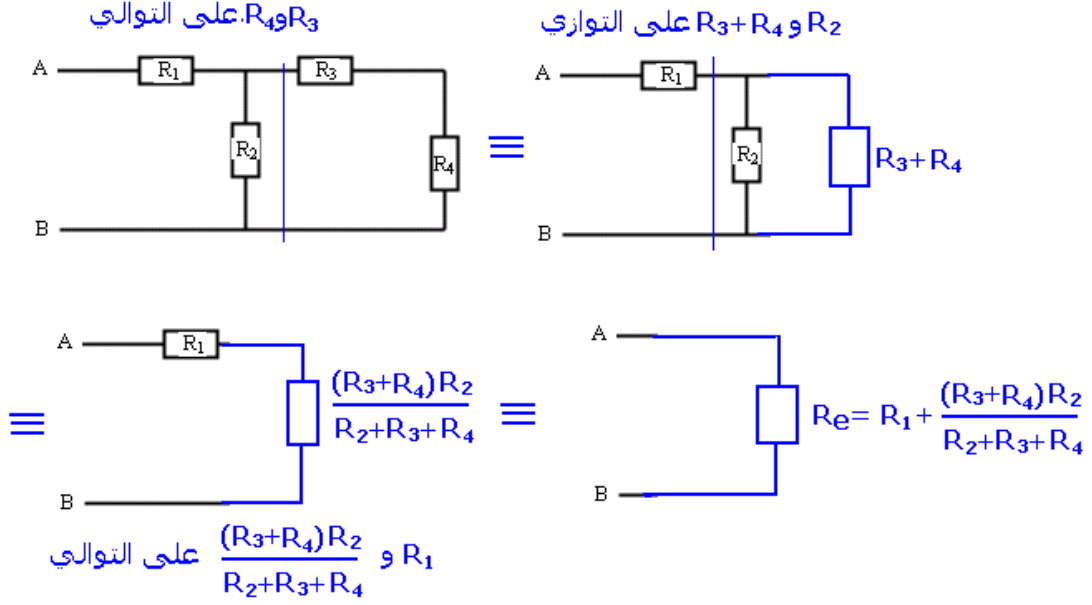 R₃ و R₄ على التوالي
R₂ و R₃+R₄ على التوازي
A
R₁
R₃
R₂
R₄
B
≡
A
R₁
R₂
R₃+R₄
B
≡
A
R₁
(R₃+R₄)R₂
R₂+R₃+R₄
B
R₁ و (R₃+R₄)R₂ / R₂+R₃+R₄ على التوالي
≡
A
Re= R₁+ (R₃+R₄)R₂ / R₂+R₃+R₄
B